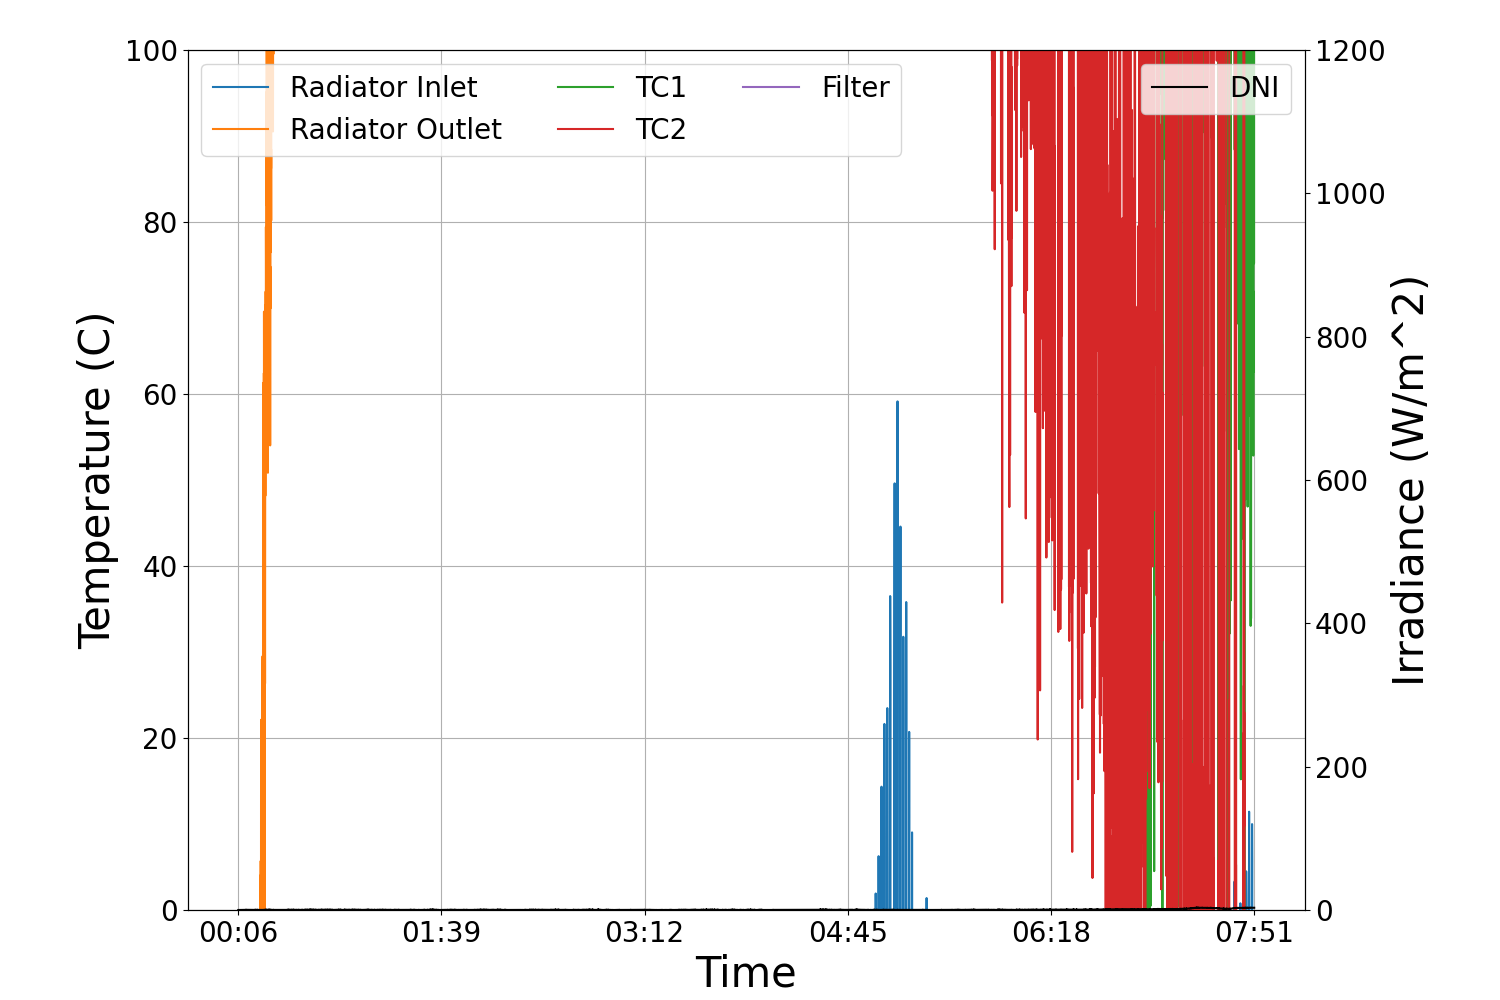 Radiator Inlet
Radiator Outlet
TC1
TC2
Filter
DNI
100
80
60
40
20
0
Temperature (C)
1200
1000
800
600
400
200
0
Irradiance (W/m^2)
00:06 01:39 03:12 04:45 06:18 07:51
Time